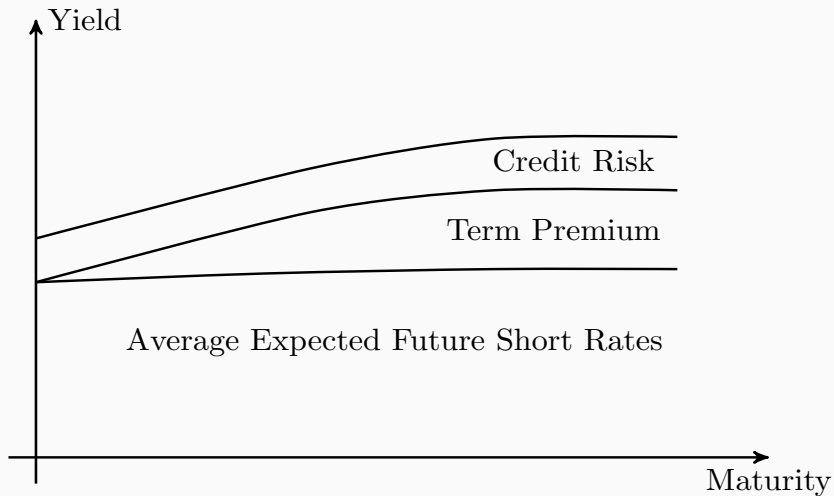 Yield
Credit Risk
Term Premium
Average Expected Future Short Rates
Maturity